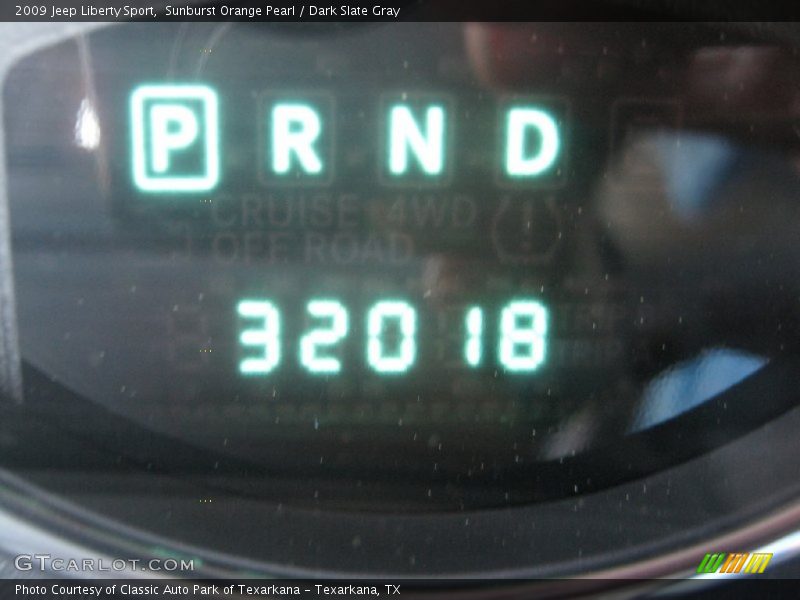 2009 Jeep Liberty Sport, Sunburst Orange Pearl / Dark Slate Gray
P R N D
CRUISE 4WD
OFF ROAD
32018
GTCARLOT.COM
Photo Courtesy of Classic Auto Park of Texarkana - Texarkana, TX